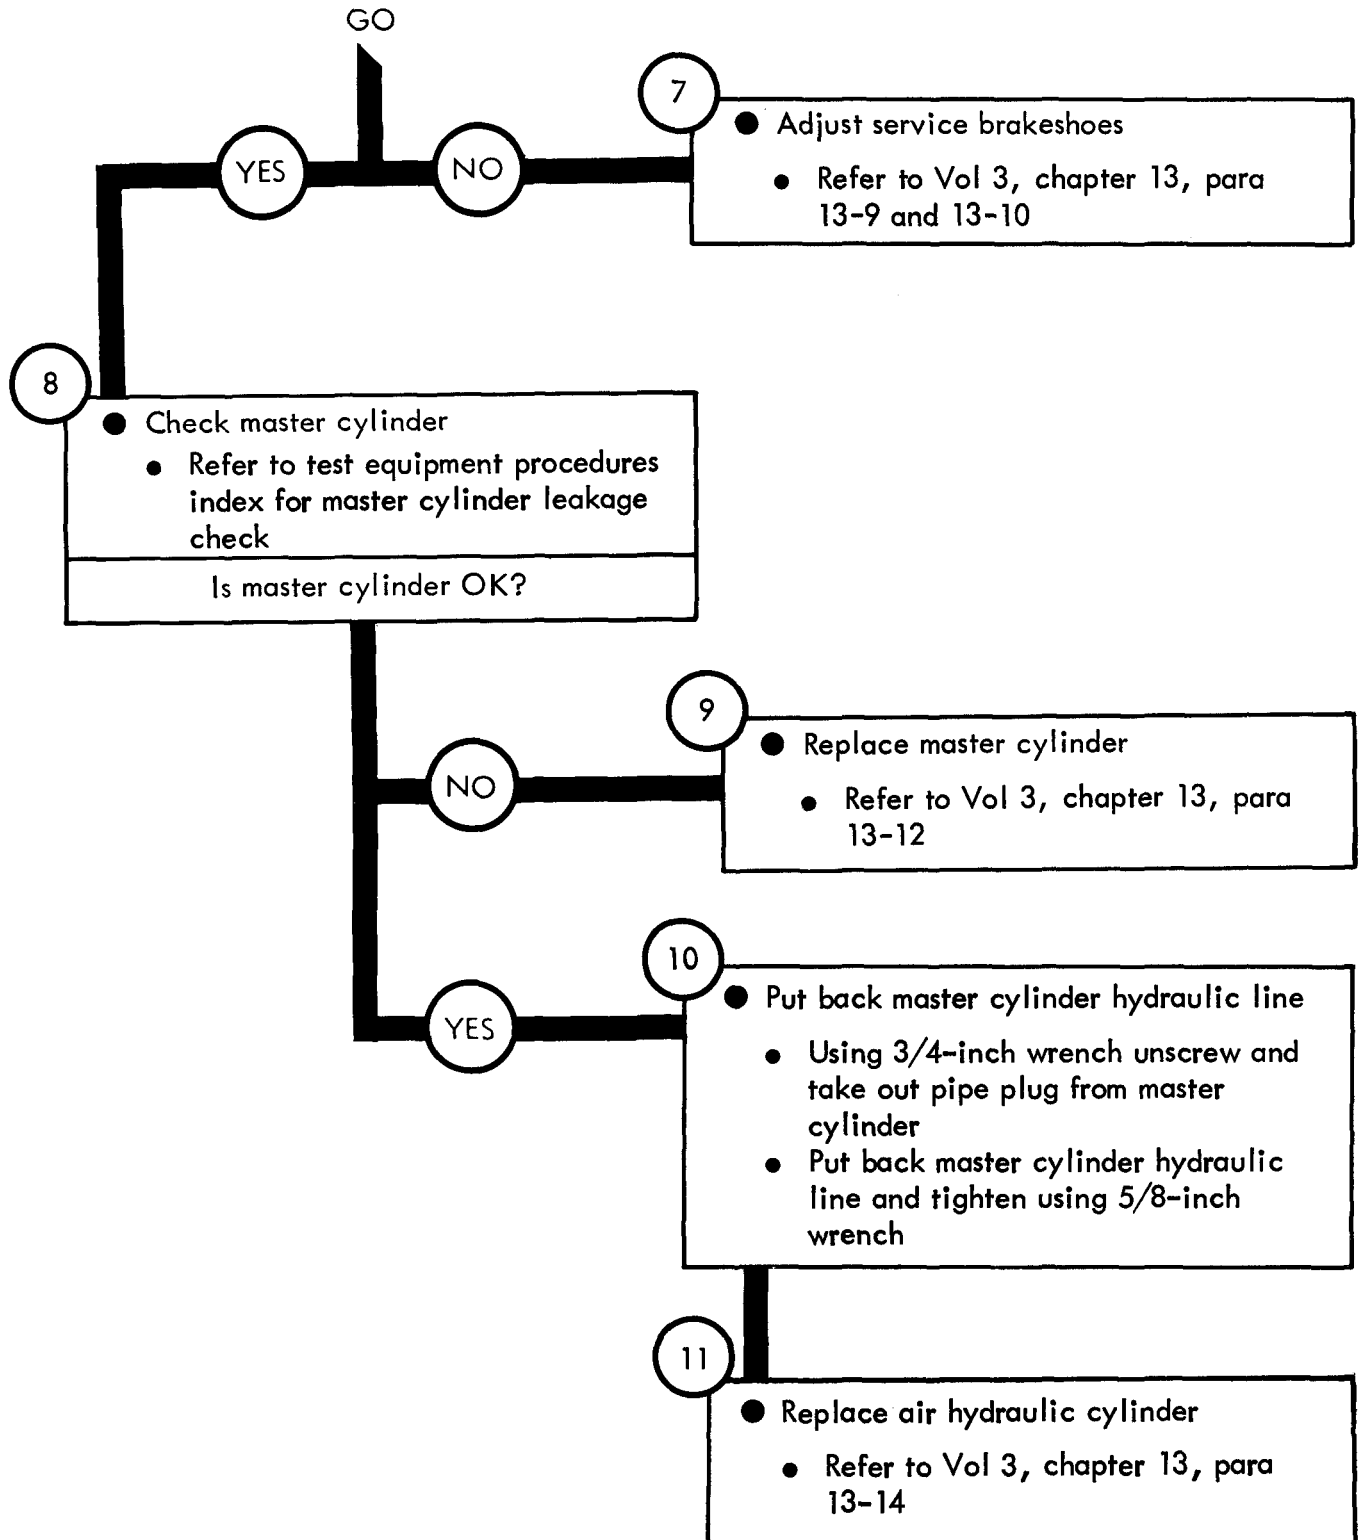 GO
YES
NO
7
● Adjust service brakeshoes
● Refer to Vol 3, chapter 13, para
13-9 and 13-10
8
● Check master cylinder
● Refer to test equipment procedures
index for master cylinder leakage
check
Is master cylinder OK?
9
NO
● Replace master cylinder
● Refer to Vol 3, chapter 13, para
13-12
10
YES
● Put back master cylinder hydraulic line
● Using 3/4-inch wrench unscrew and
take out pipe plug from master
cylinder
● Put back master cylinder hydraulic
line and tighten using 5/8-inch
wrench
11
● Replace air hydraulic cylinder
● Refer to Vol 3, chapter 13, para
13-14